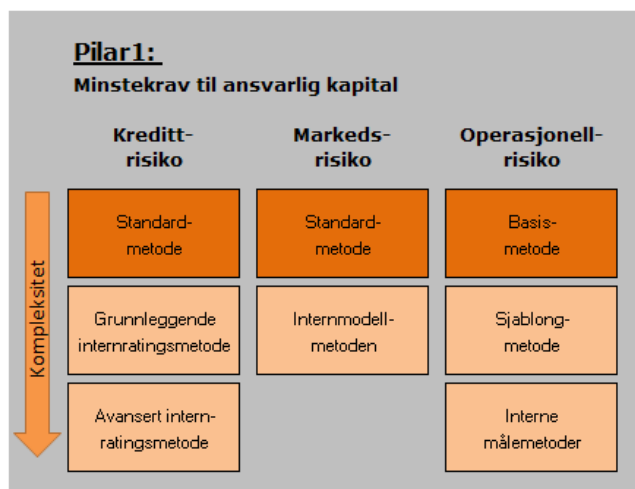 Pilar1:
Minstekrav til ansvarlig kapital
Kreditt-
risiko
Markeds-
risiko
Operasjonell-
risiko
Kompleksitet
Standard-
metode
Standard-
metode
Basis-
metode
Grunnleggende
internratingsmetode
Internmodell-
metoden
Sjablong-
metode
Avansert intern-
ratingsmetode
Interne
målemetoder